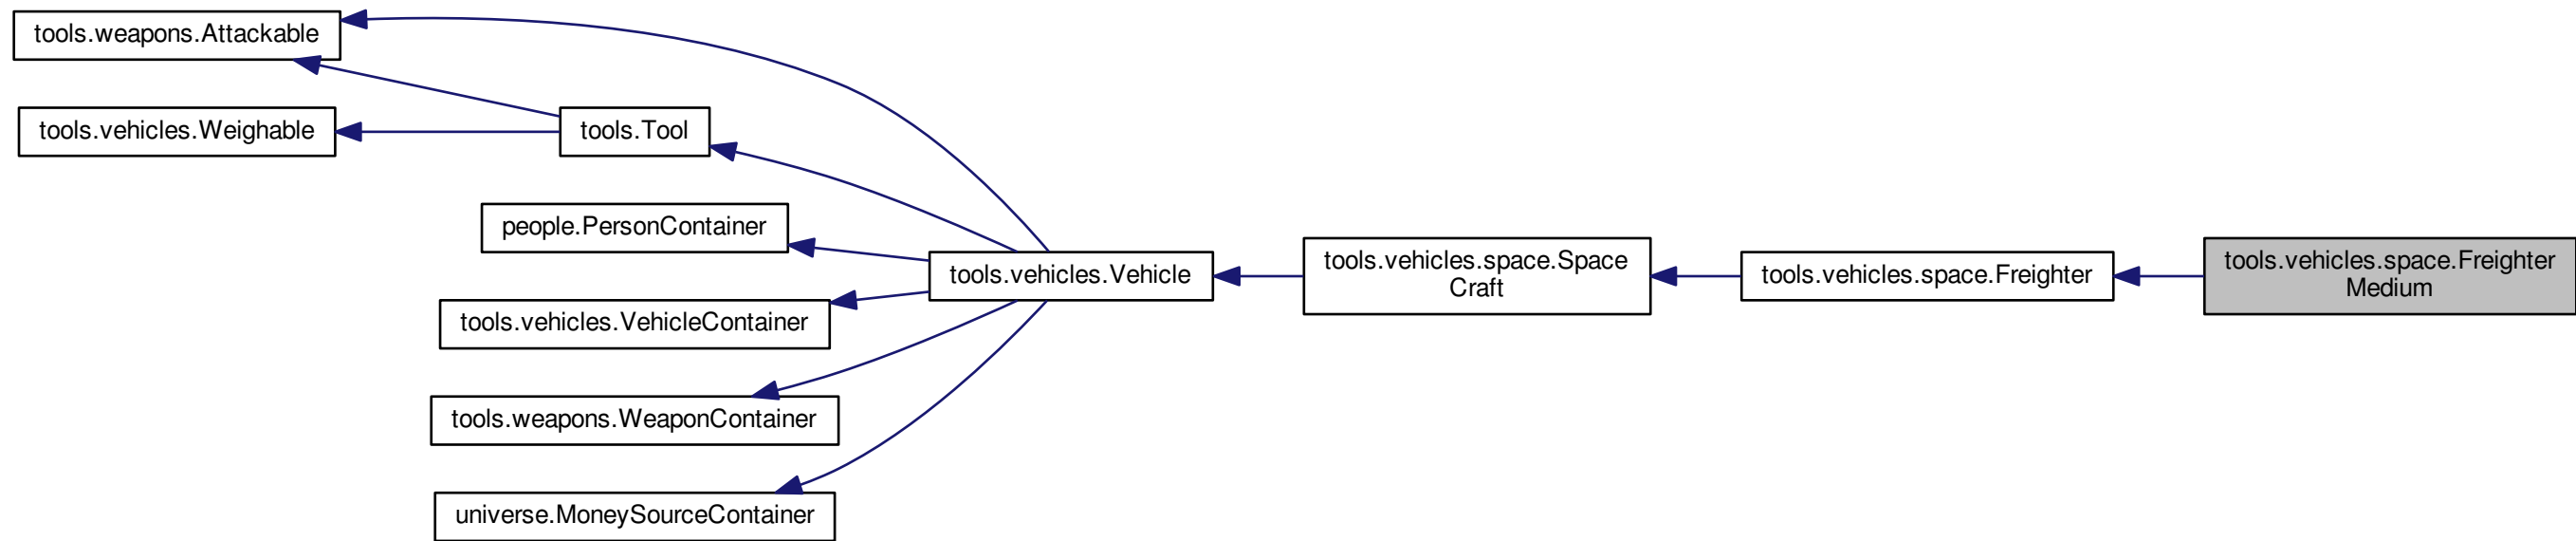 tools.weapons.Attackable
tools.vehicles.Weighable
tools.Tool
people.PersonContainer
tools.vehicles.VehicleContainer
tools.weapons.WeaponContainer
universe.MoneySourceContainer
tools.vehicles.Vehicle
tools.vehicles.space.Space
Craft
tools.vehicles.space.Freighter
tools.vehicles.space.Freighter
Medium